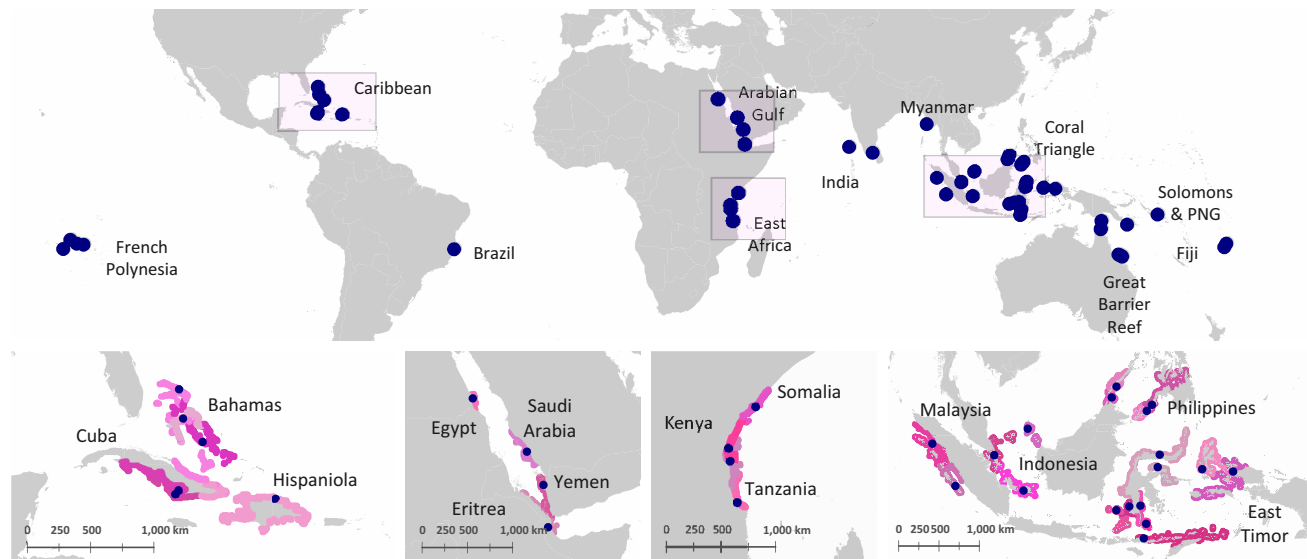 Caribbean
Arabian
Gulf
Myanmar
Coral
Triangle
India
Solomons
& PNG
East
Africa
French
Polynesia
Brazil
Fiji
Great
Barrier
Reef
Bahamas
Cuba
Hispaniola
0 250 500 1,000 km
Egypt
Saudi
Arabia
Yemen
Eritrea
0 250 500 1,000 km
Somalia
Kenya
Tanzania
0 250 500 1,000 km
Malaysia
Philippines
Indonesia
East
Timor
0 250 500 1,000 km